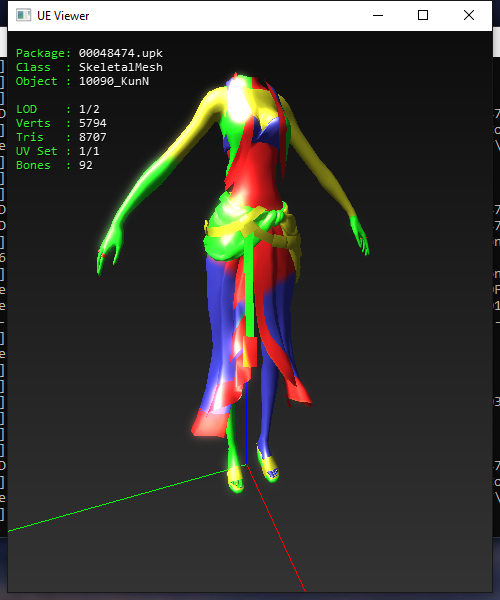 UE Viewer
Package: 00048474.upk
Class : SkeletalMesh
Object : 10090_KunN
LOD : 1/2
Verts : 5794
Tris : 8707
UV Set : 1/1
Bones : 92